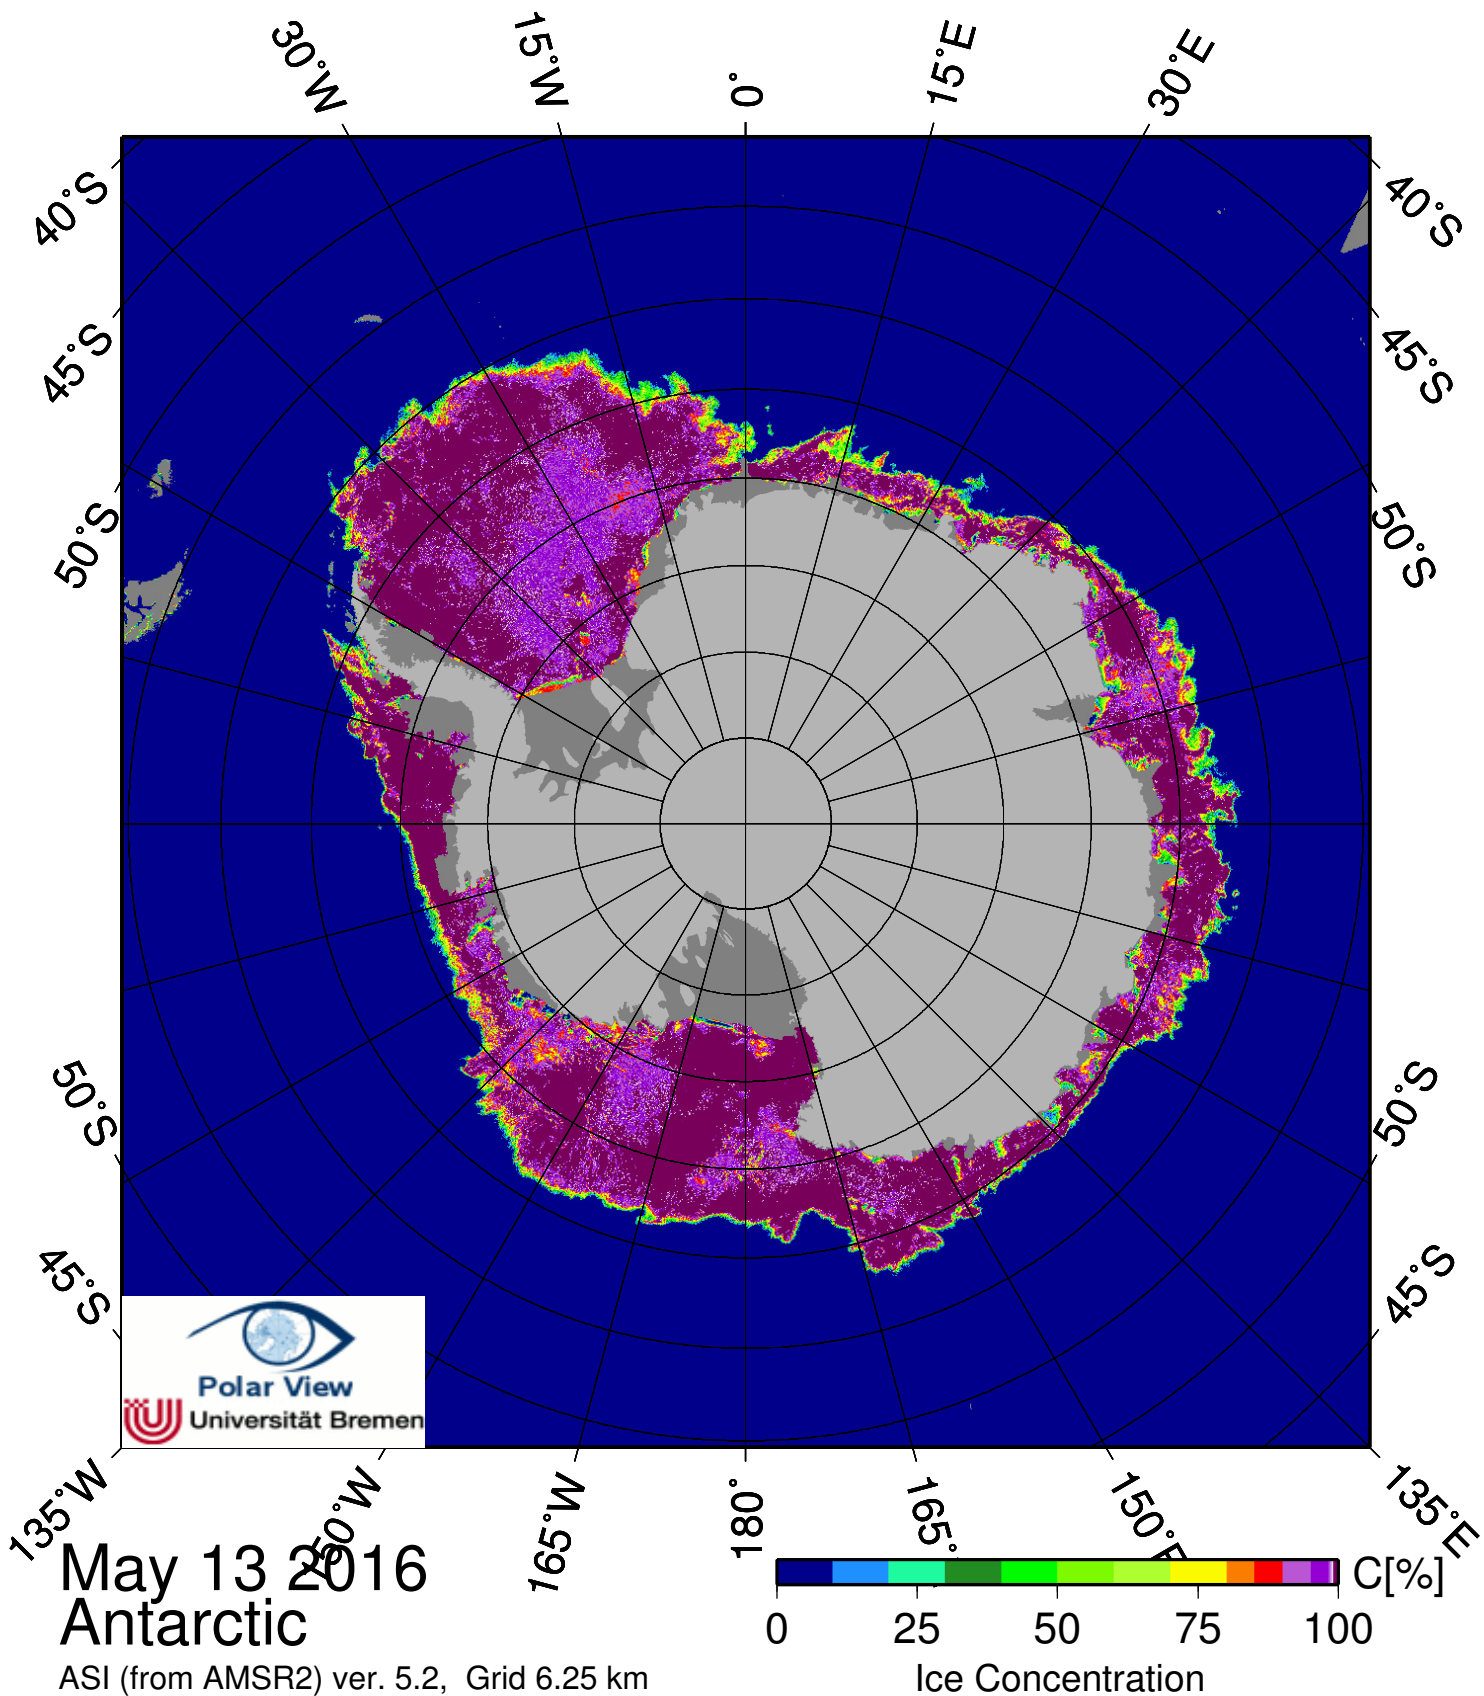 30°W
15°W
0°
15°E
30°E
40°S
40°S
45°S
45°S
50°S
50°S
50°S
50°S
45°S
45°S
Polar View
Universität Bremen
135°W
150°W
165°W
180°
165°
150°E
135°E
May 13 2016
Antarctic
ASI (from AMSR2) ver. 5.2, Grid 6.25 km
C[%]
0 25 50 75 100
Ice Concentration